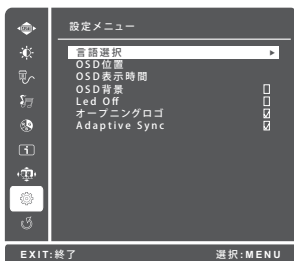 設定メニュー
言語選択
OSD位置
OSD表示時間
OSD背景
Led Off
オープニングロゴ
Adaptive Sync
EXIT:終了 選択:MENU